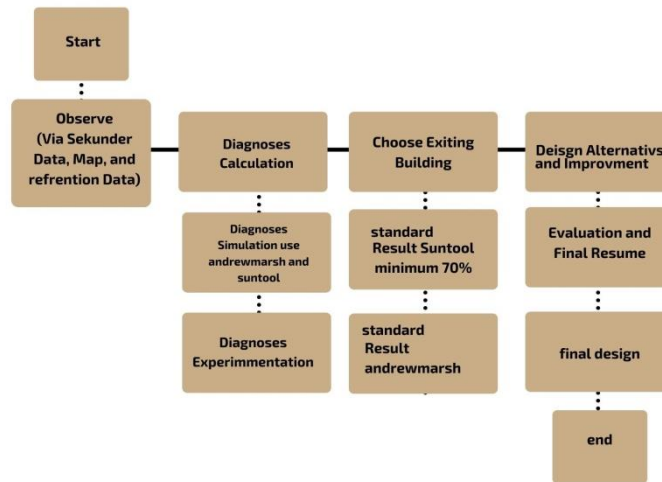 Start
Observe
(Via Sekunder
Data, Map, and
refrention Data)
Diagnoses
Calculation
Choose Exiting
Building
Deisgn Alternativs
and Improvment
Diagnoses
Simulation use
andrewmarsh and
suntool
standard
Result Suntool
minimum 70%
Evaluation and
Final Resume
Diagnoses
Experimmentation
standard
Result
andrewmarsh
final design
end